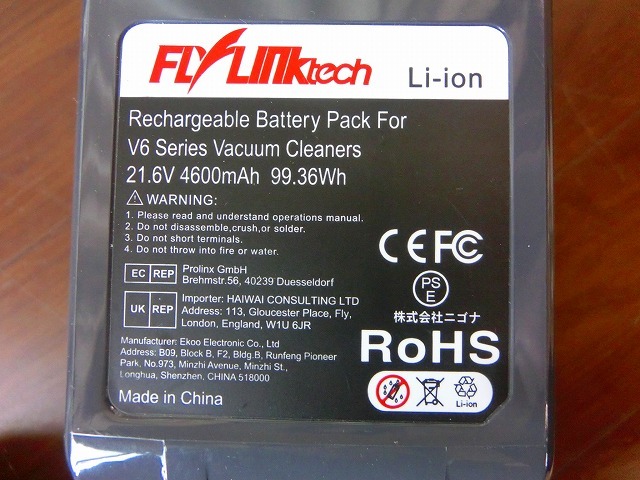 FLYLINKtech
Li-ion
Rechargeable Battery Pack For
V6 Series Vacuum Cleaners
21.6V 4600mAh 99.36Wh
WARNING:
1. Please read and understand operations manual.
2. Do not disassemble,crush,or solder.
3. Do not short terminals.
4. Do not throw into fire or water.
CE FC
EC REP
Prolinx GmbH
Brehmstr.56, 40239 Duesseldorf
PS
E
UK REP
Importer: HAIWAI CONSULTING LTD
Address: 113, Gloucester Place, Fly,
London, England, W1U 6JR
株式会社ニゴナ
RoHS
Manufacturer: Ekoo Electronic Co., Ltd
Address: B09, Block B, F2, Bldg.B, Runfeng Pioneer
Park, No.973, Minzhi Avenue, Minzhi St.,
Longhua, Shenzhen, CHINA 518000
Li-ion
Made in China